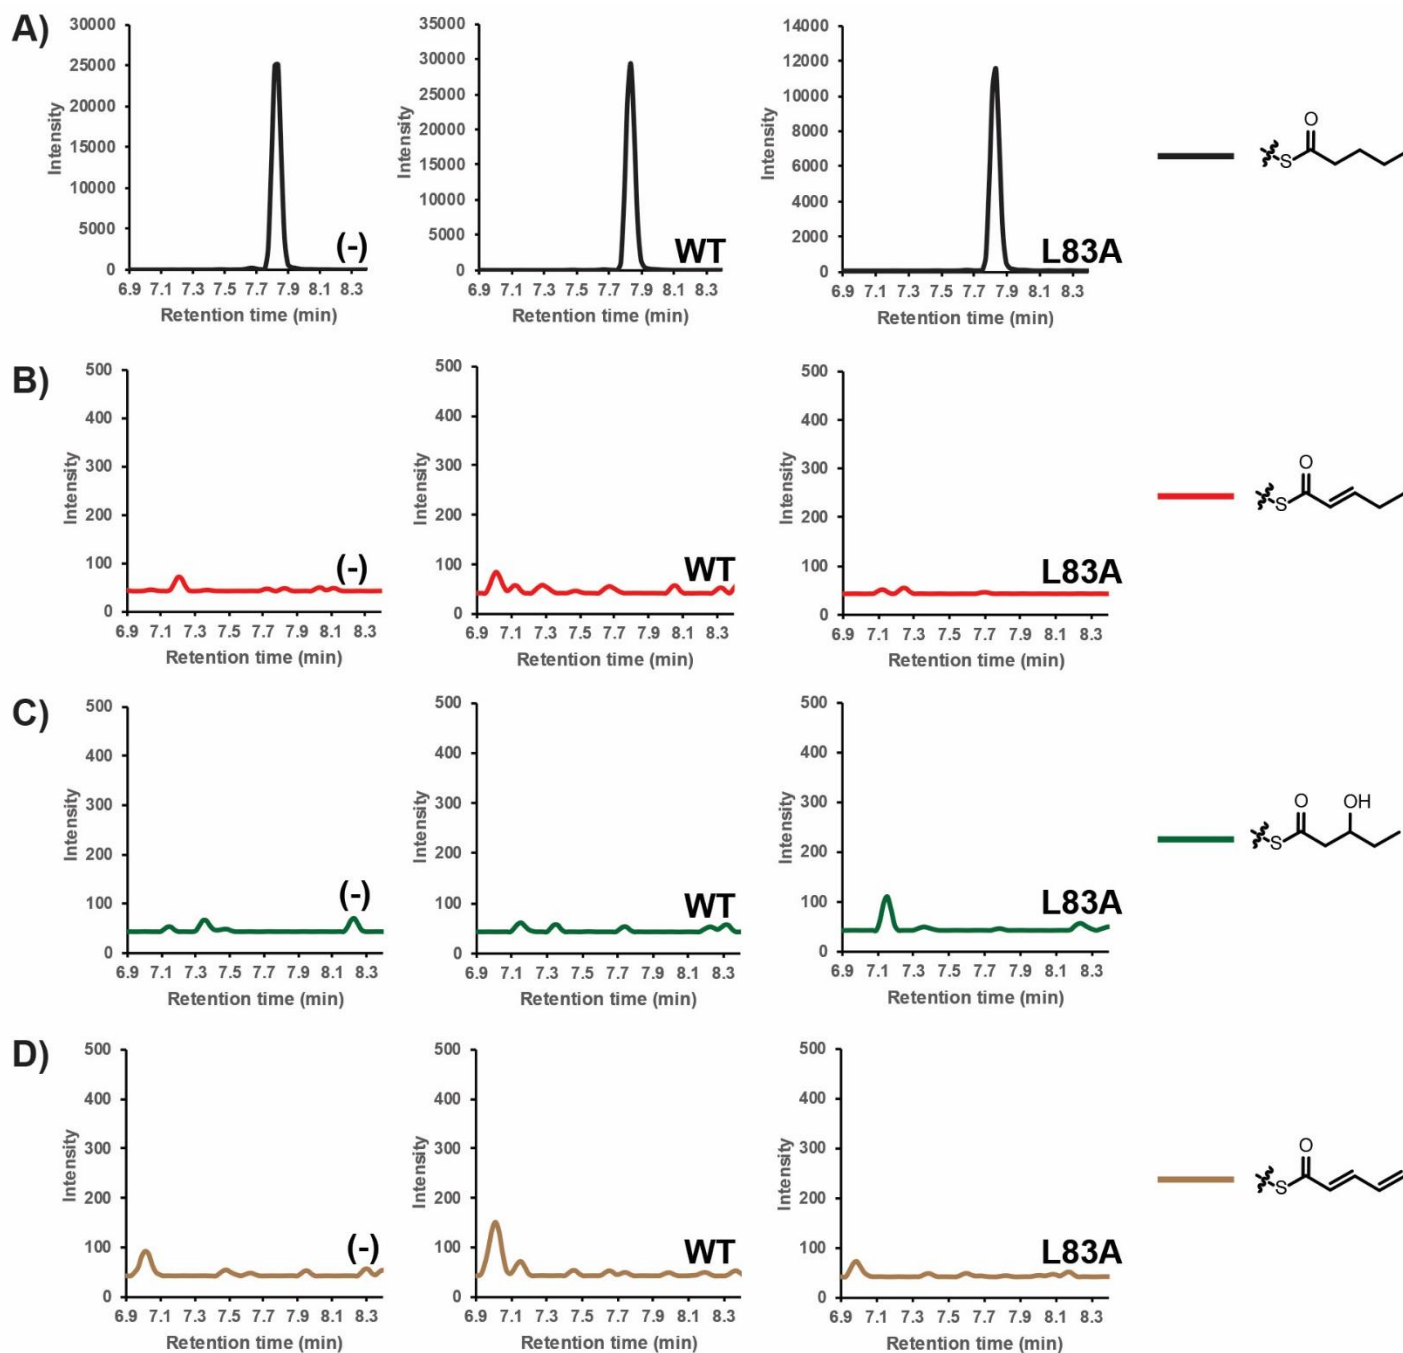 A)
30000
25000
20000
15000
10000
5000
0
Intensity
(-)
6.9 7.1 7.3 7.5 7.7 7.9 8.1 8.3
Retention time (min)
35000
30000
25000
20000
15000
10000
5000
0
Intensity
WT
6.9 7.1 7.3 7.5 7.7 7.9 8.1 8.3
Retention time (min)
14000
12000
10000
8000
6000
4000
2000
0
Intensity
L83A
6.9 7.1 7.3 7.5 7.7 7.9 8.1 8.3
Retention time (min)
O
S
B)
500
400
300
200
100
0
Intensity
(-)
6.9 7.1 7.3 7.5 7.7 7.9 8.1 8.3
Retention time (min)
500
400
300
200
100
0
Intensity
WT
6.9 7.1 7.3 7.5 7.7 7.9 8.1 8.3
Retention time (min)
500
400
300
200
100
0
Intensity
L83A
6.9 7.1 7.3 7.5 7.7 7.9 8.1 8.3
Retention time (min)
O
S
C)
500
400
300
200
100
0
Intensity
(-)
6.9 7.1 7.3 7.5 7.7 7.9 8.1 8.3
Retention time (min)
500
400
300
200
100
0
Intensity
WT
6.9 7.1 7.3 7.5 7.7 7.9 8.1 8.3
Retention time (min)
500
400
300
200
100
0
Intensity
L83A
6.9 7.1 7.3 7.5 7.7 7.9 8.1 8.3
Retention time (min)
O OH
S
D)
500
400
300
200
100
0
Intensity
(-)
6.9 7.1 7.3 7.5 7.7 7.9 8.1 8.3
Retention time (min)
500
400
300
200
100
0
Intensity
WT
6.9 7.1 7.3 7.5 7.7 7.9 8.1 8.3
Retention time (min)
500
400
300
200
100
0
Intensity
L83A
6.9 7.1 7.3 7.5 7.7 7.9 8.1 8.3
Retention time (min)
O
S